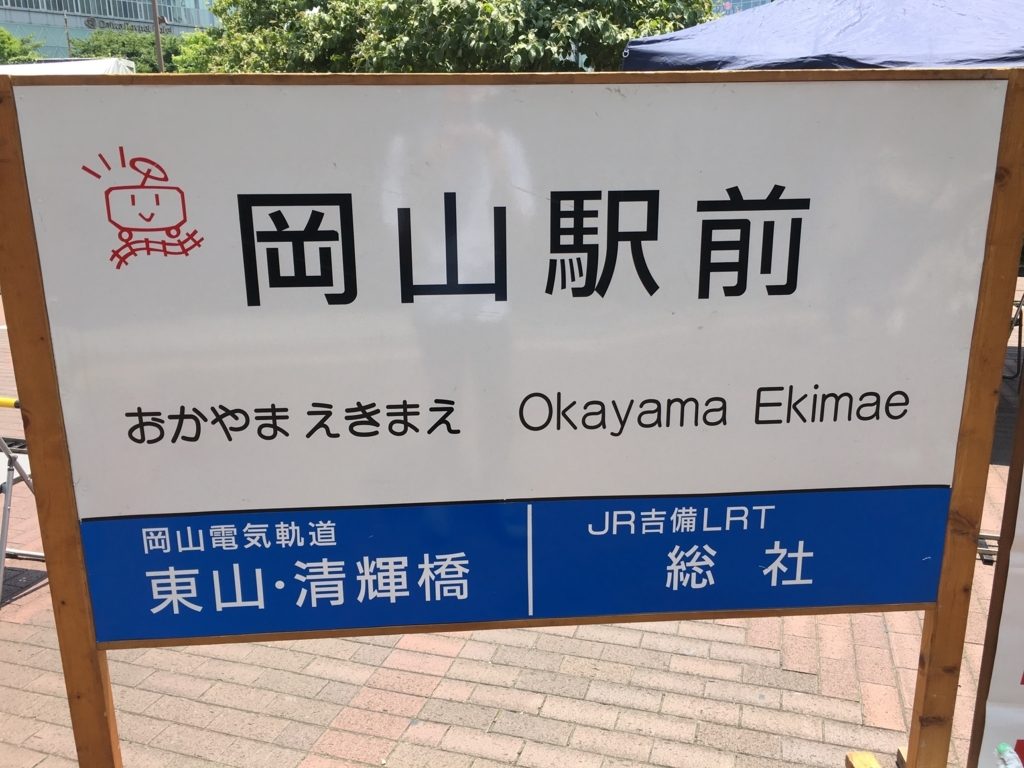 岡山駅前
おかやま えきまえ Okayama Ekimae
岡山電気軌道
東山・清輝橋
JR吉備LRT
総社